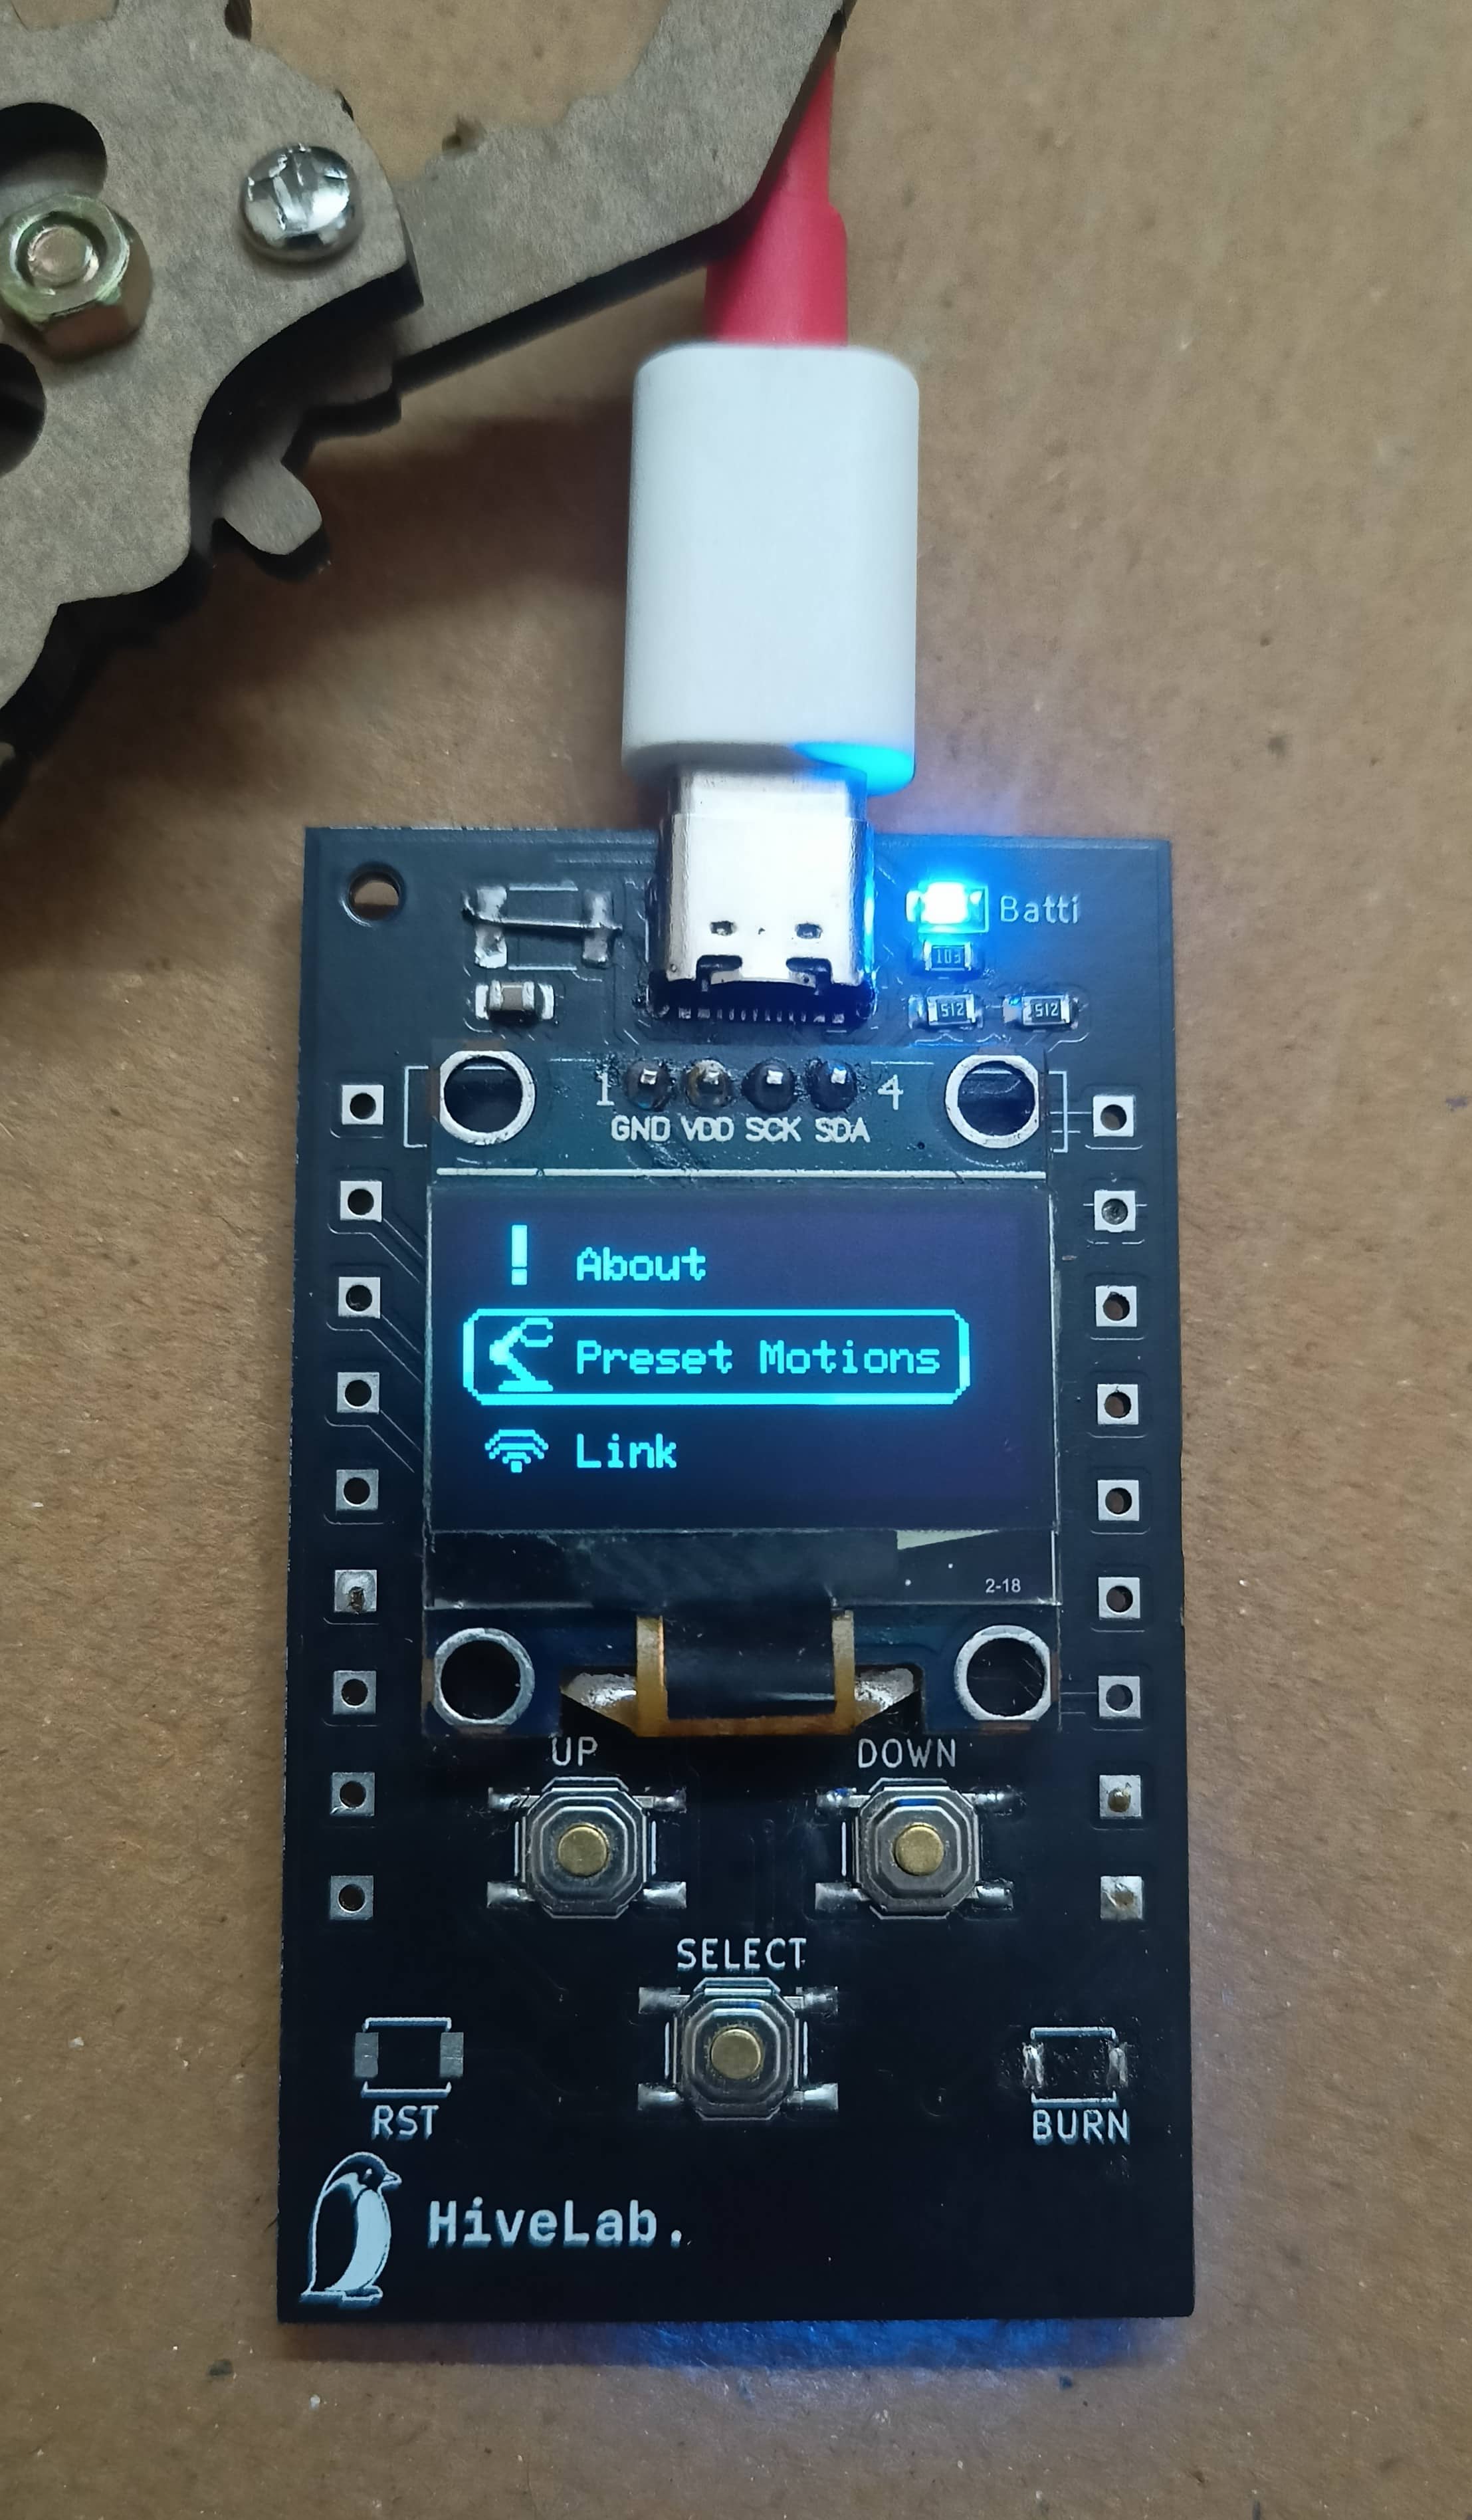 Batti
103
512 512
1 4
GND VDD SCK SDA
! About
Preset Motions
Link
2-18
UP DOWN
SELECT
RST BURN
HiveLab.